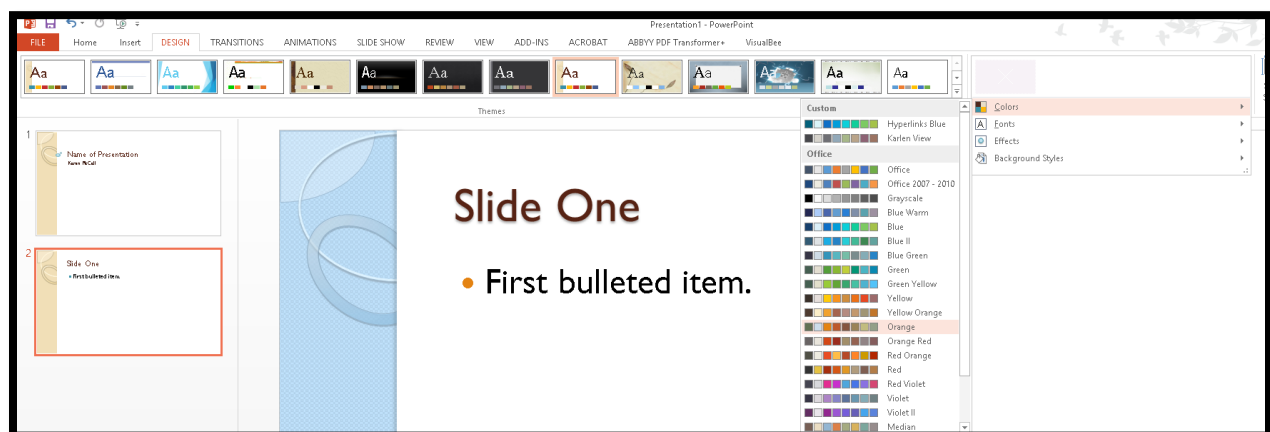 Presentation1 - PowerPoint
FILE Home Insert DESIGN TRANSITIONS ANIMATIONS SLIDE SHOW REVIEW VIEW ADD-INS ACROBAT ABBYY PDF Transformer+ VisualBee
Aa Aa Aa Aa Aa Aa Aa Aa Aa Aa Aa Aa Aa Aa
Themes
Custom
Hyperlinks Blue
Karlen View
Office
Office
Office 2007 - 2010
Grayscale
Blue Warm
Blue
Blue II
Blue Green
Green
Green Yellow
Yellow
Yellow Orange
Orange
Orange Red
Red Orange
Red
Red Violet
Violet
Violet II
Median
Colors
Fonts
Effects
Background Styles
1
Name of Presentation
Karen McCall
2
Slide One
• First bulleted item.
Slide One
• First bulleted item.